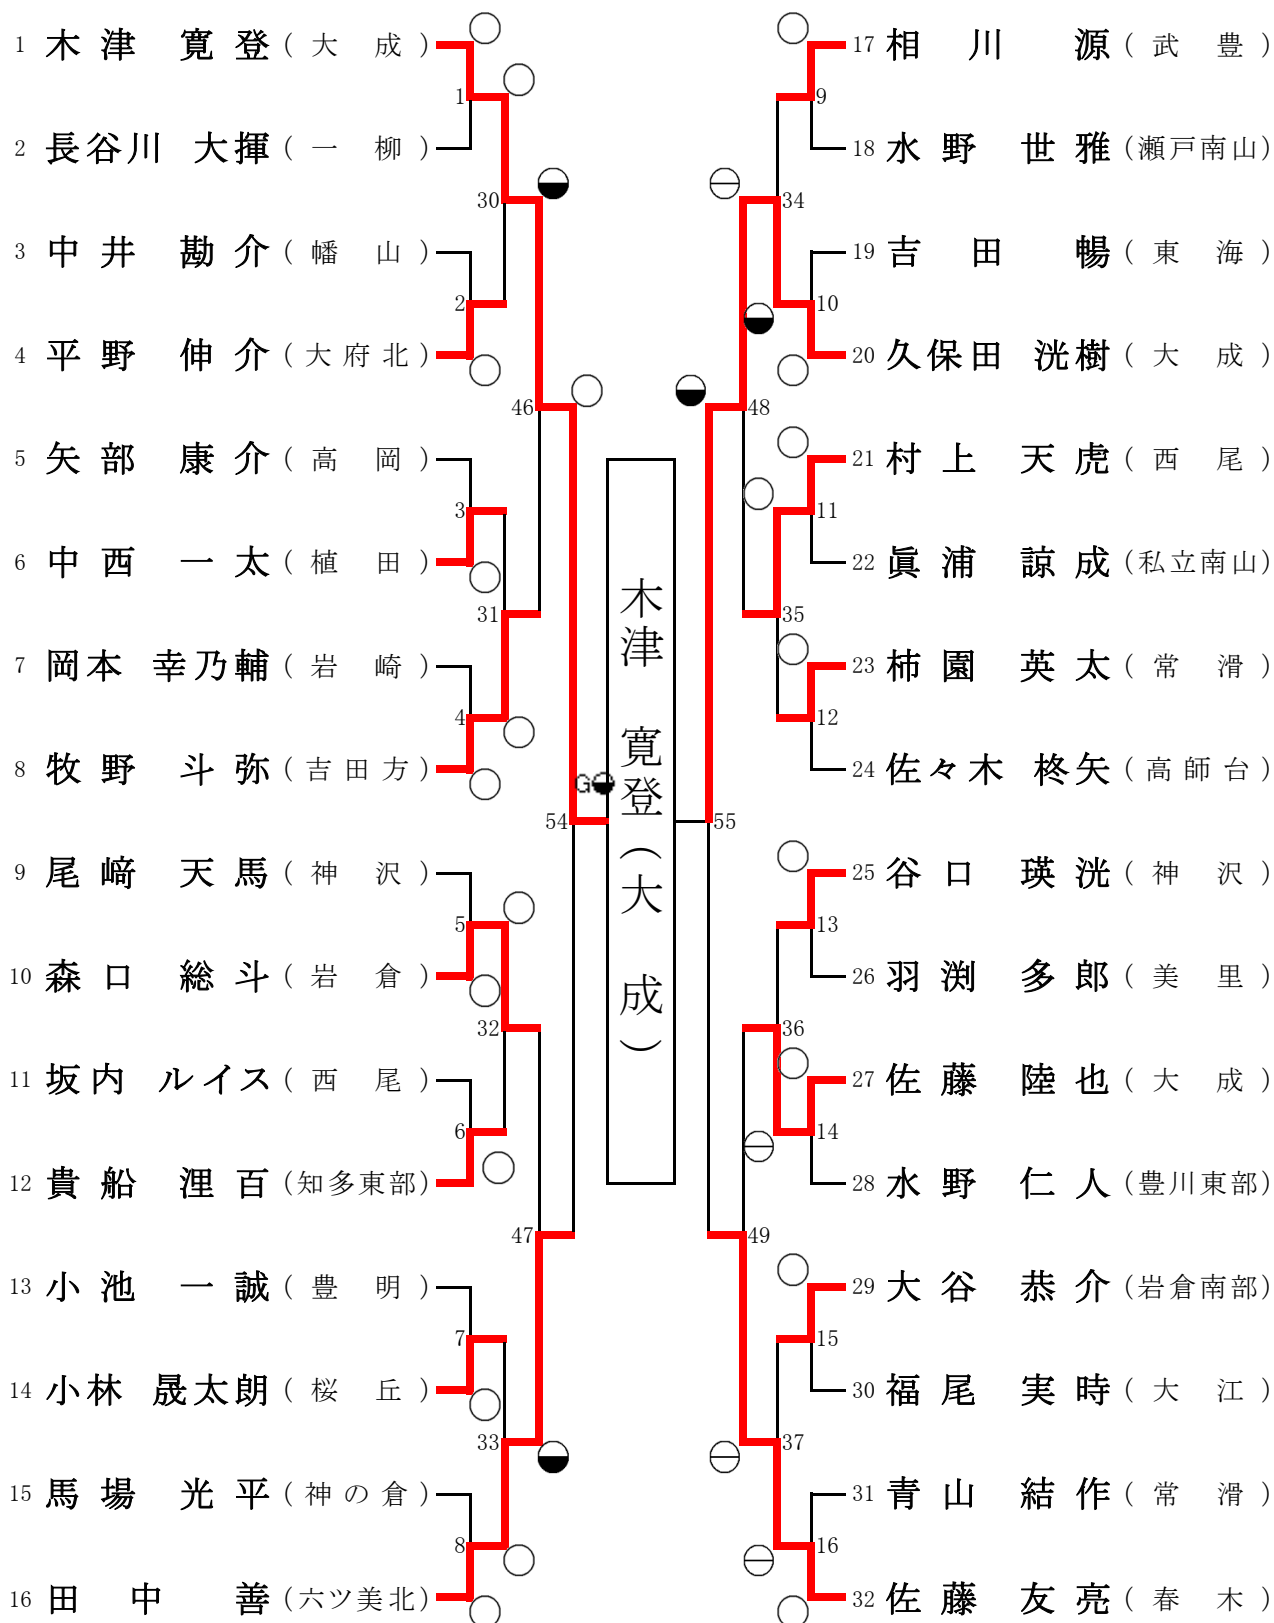 1 木津 寛登 (大成)
2 長谷川 大揮 (一柳)
3 中井 勘介 (幡山)
4 平野 伸介 (大府北)
5 矢部 康介 (高岡)
6 中西 一太 (植田)
7 岡本 幸乃輔 (岩崎)
8 牧野 斗弥 (吉田方)
9 尾﨑 天馬 (神沢)
10 森口 総斗 (岩倉)
11 坂内 ルイス (西尾)
12 貴船 浬百 (知多東部)
13 小池 一誠 (豊明)
14 小林 晟太朗 (桜丘)
15 馬場 光平 (神の倉)
16 田中 善 (六ツ美北)
1
2
3
4
5
6
7
8
30
31
32
33
46
47
54
G
木津 寛登(大 成)
55
48
49
34
35
36
37
9
10
11
12
13
14
15
16
17 相川 源 (武豊)
18 水野 世雅 (瀬戸南山)
19 吉田 暢 (東海)
20 久保田 洸樹 (大成)
21 村上 天虎 (西尾)
22 眞浦 諒成 (私立南山)
23 柿園 英太 (常滑)
24 佐々木 柊矢 (高師台)
25 谷口 瑛洸 (神沢)
26 羽渕 多郎 (美里)
27 佐藤 陸也 (大成)
28 水野 仁人 (豊川東部)
29 大谷 恭介 (岩倉南部)
30 福尾 実時 (大江)
31 青山 結作 (常滑)
32 佐藤 友亮 (春木)